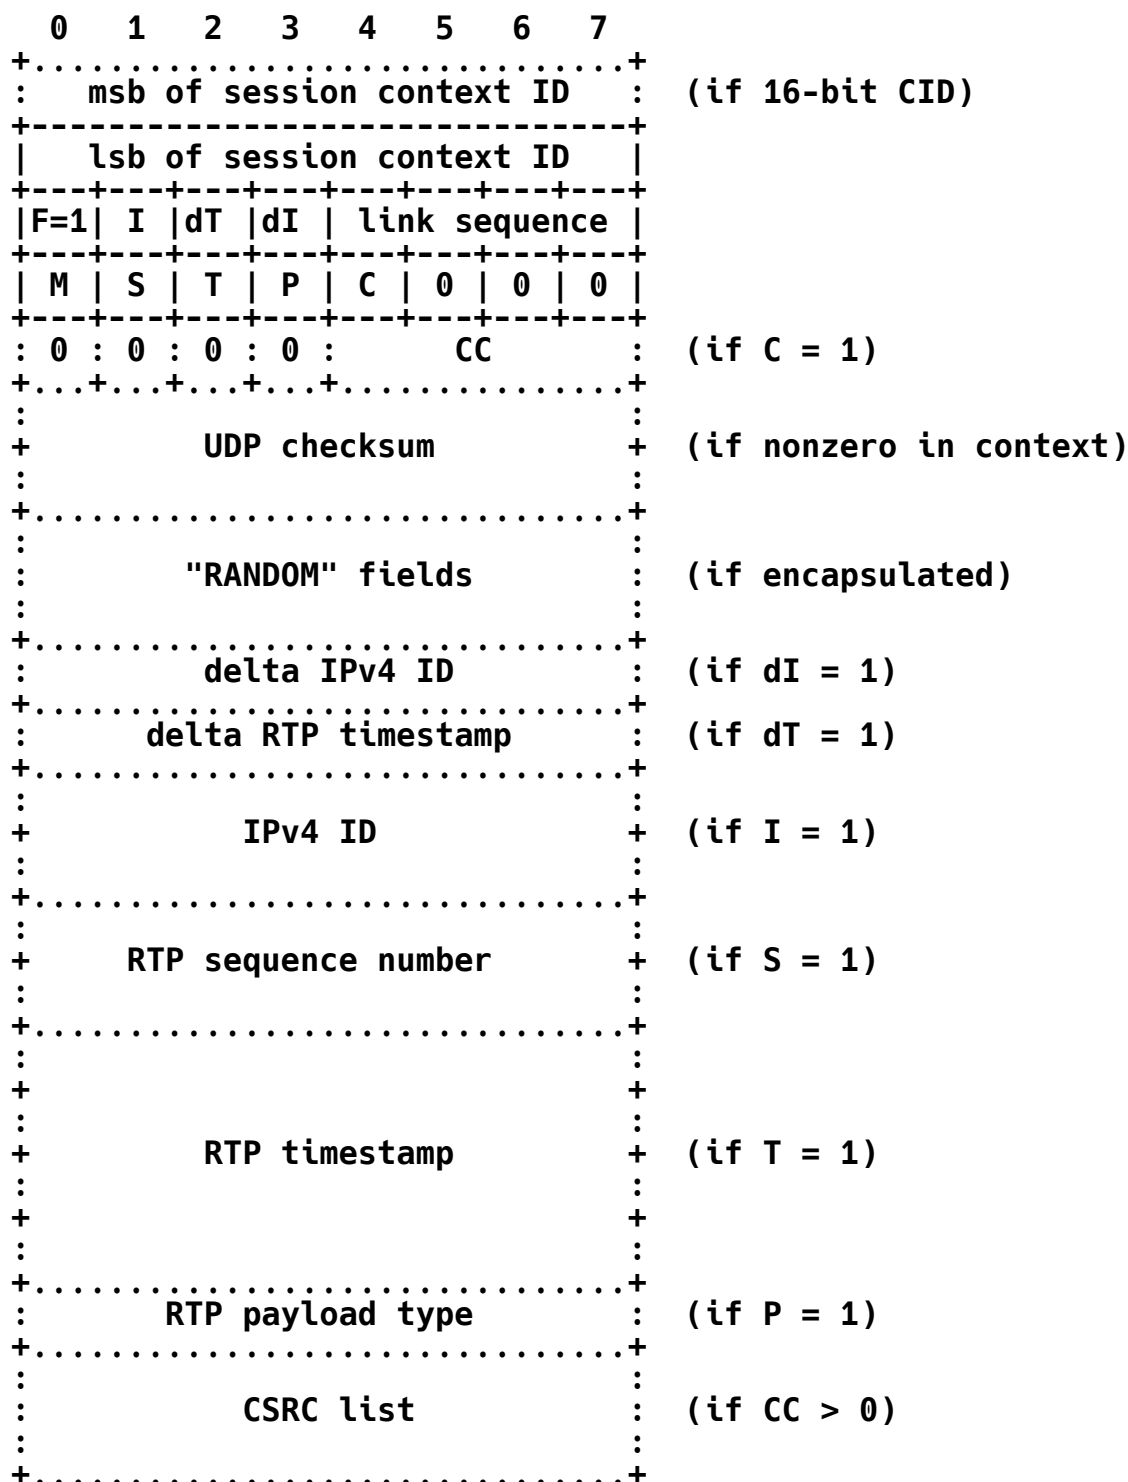 0   1   2   3   4   5   6   7
+...............................+
:   msb of session context ID   :  (if 16-bit CID)
+-------------------------------+
|   lsb of session context ID   |
+---+---+---+---+---+---+---+---+
|F=1| I |dT |dI | link sequence |
+---+---+---+---+---+---+---+---+
| M | S | T | P | C | 0 | 0 | 0 |
+---+---+---+---+---+---+---+---+
: 0 : 0 : 0 : 0 :      CC       :  (if C = 1)
+...+...+...+...+...............+
:                               :
+         UDP checksum          +  (if nonzero in context)
:                               :
+...............................+
:                               :
:        "RANDOM" fields        :  (if encapsulated)
:                               :
+...............................+
:         delta IPv4 ID         :  (if dI = 1)
+...............................+
:      delta RTP timestamp      :  (if dT = 1)
+...............................+
:                               :
+           IPv4 ID             +  (if I = 1)
:                               :
+...............................+
:                               :
+     RTP sequence number       +  (if S = 1)
:                               :
+...............................+
:                               :
+                               +
:                               :
+         RTP timestamp         +  (if T = 1)
:                               :
+                               +
:                               :
+...............................+
:       RTP payload type        :  (if P = 1)
+...............................+
:                               :
:           CSRC list           :  (if CC > 0)
:                               :
+...............................+